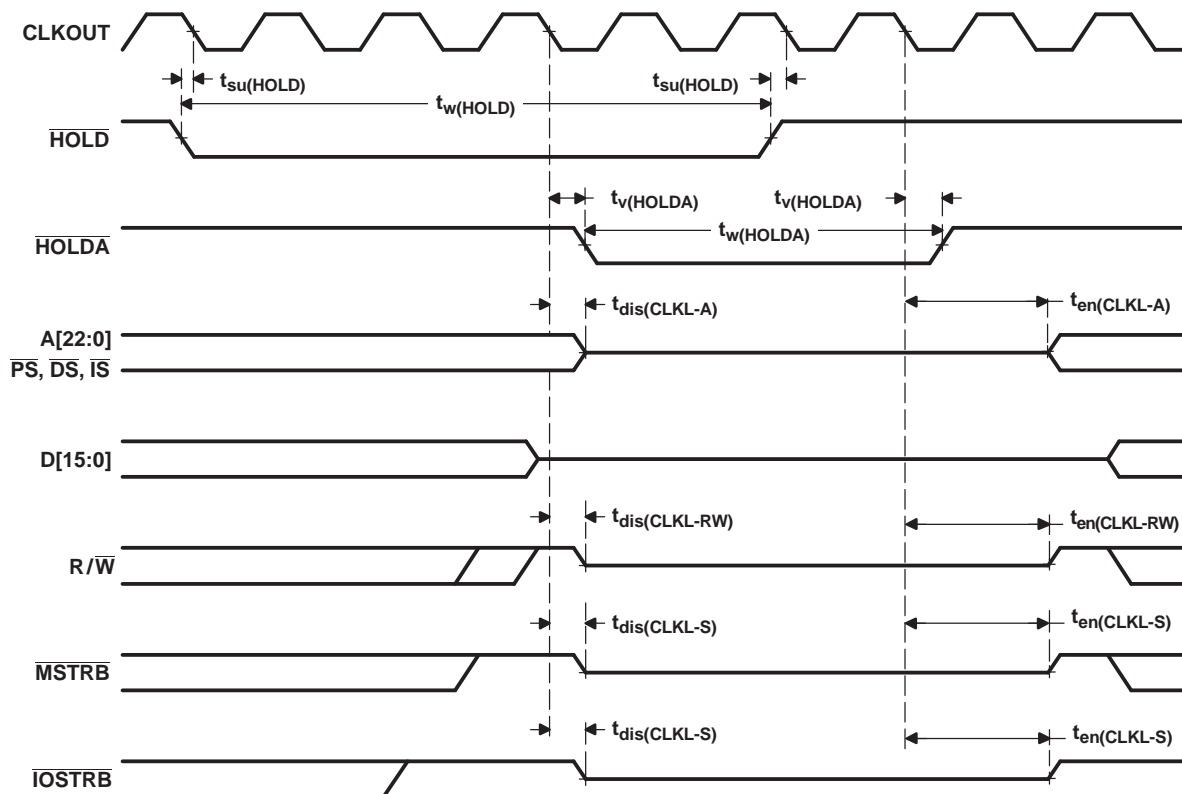 CLKOUT
tsu(HOLD)
tsu(HOLD)
tw(HOLD)
HOLD
tv(HOLDA)
tv(HOLDA)
tw(HOLDA)
HOLDA
tdis(CLKL-A)
ten(CLKL-A)
A[22:0]
PS, DS, IS
D[15:0]
tdis(CLKL-RW)
ten(CLKL-RW)
R/W
tdis(CLKL-S)
ten(CLKL-S)
MSTRB
tdis(CLKL-S)
ten(CLKL-S)
IOSTRB